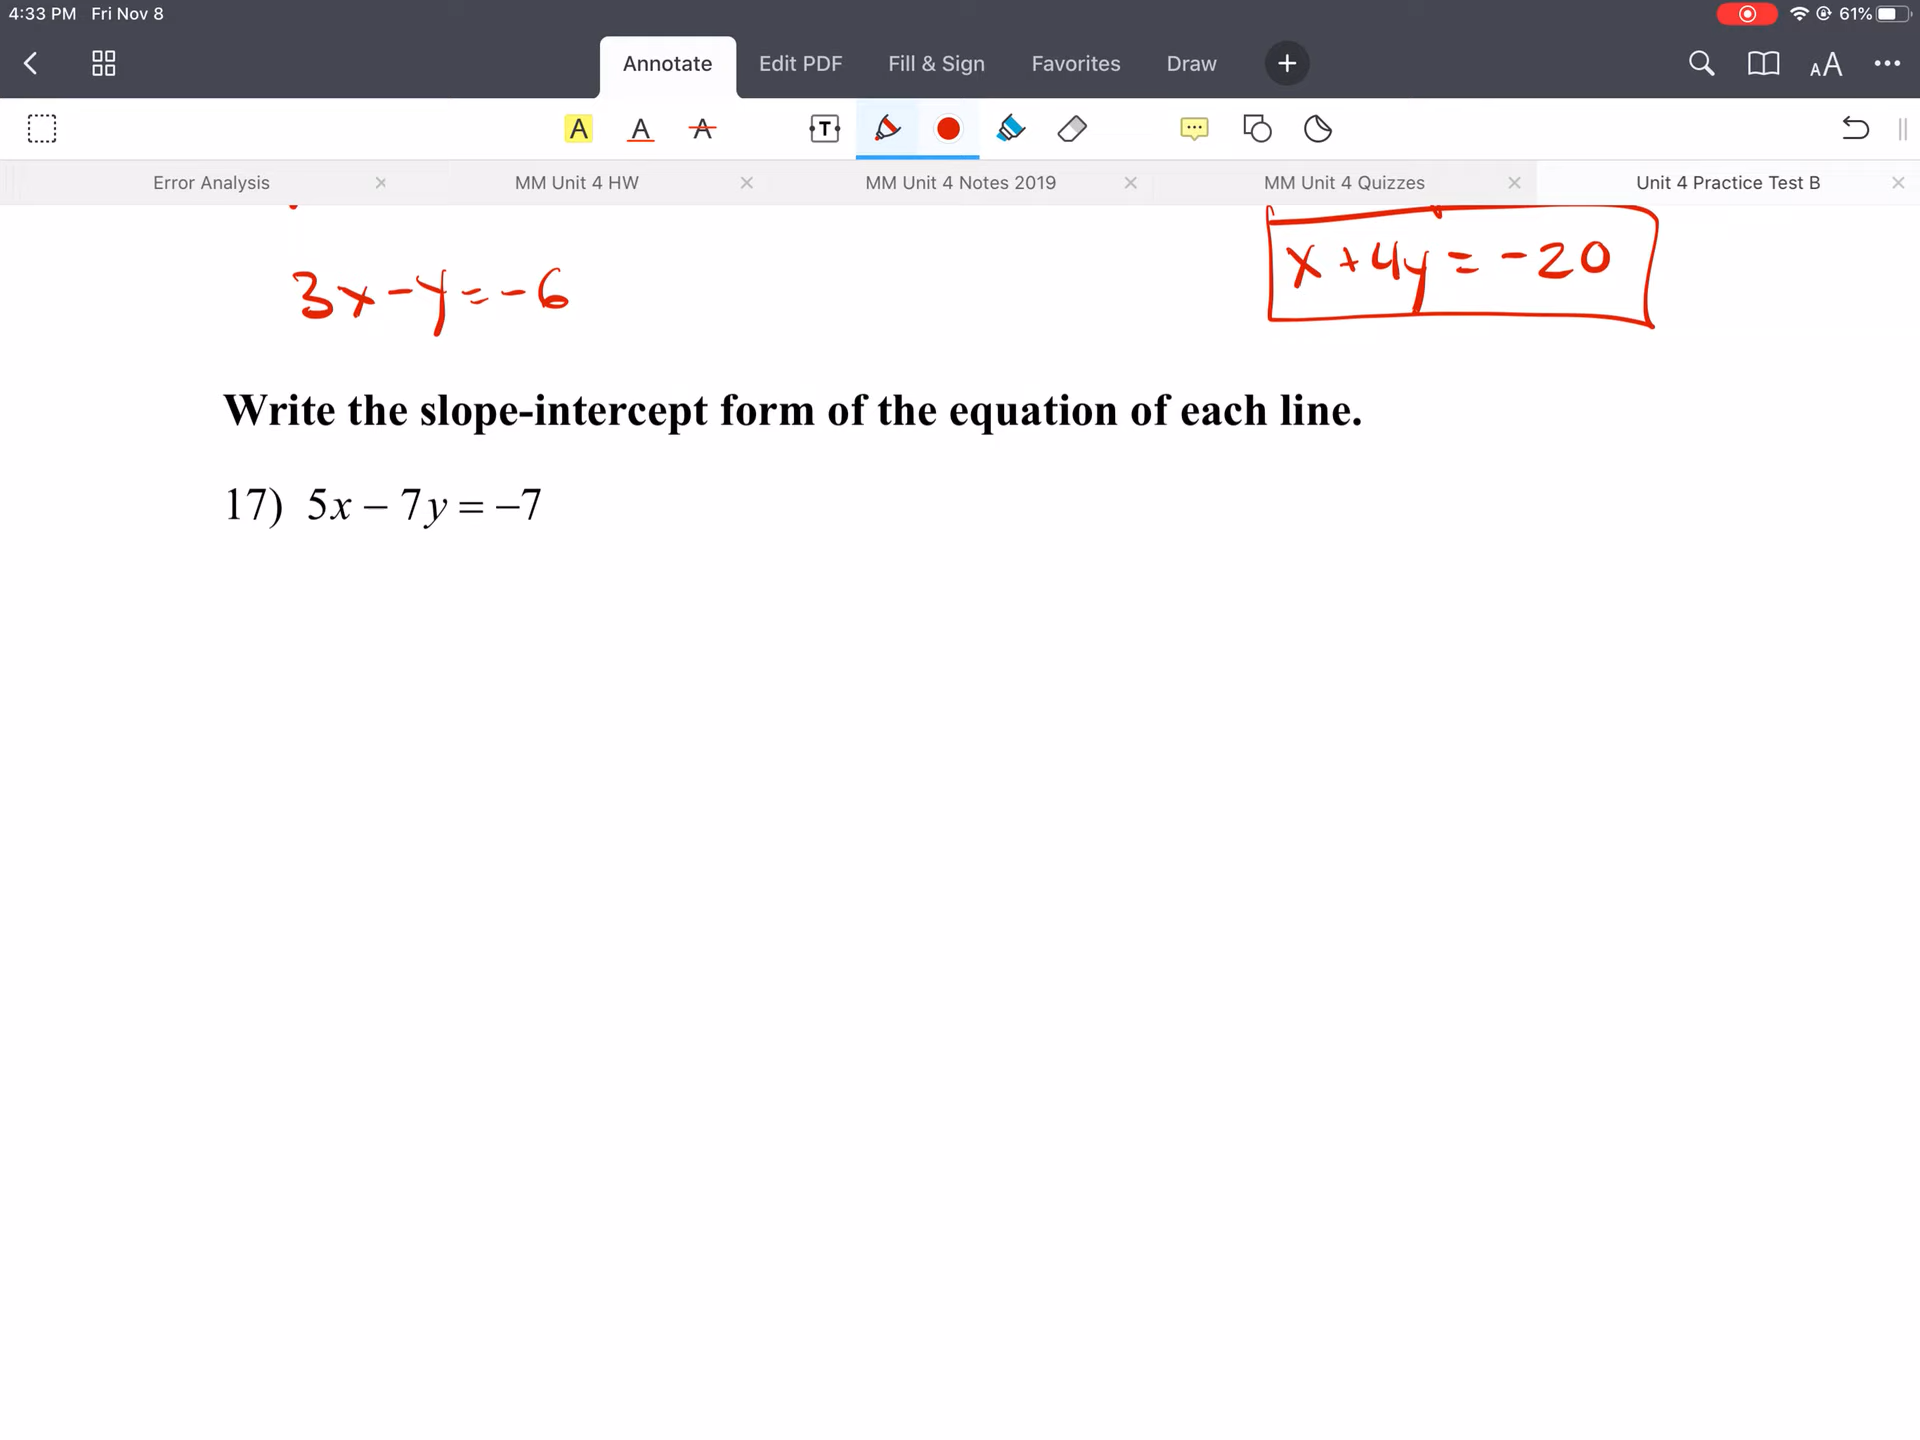 4:33 PM Fri Nov 8 61%
Annotate Edit PDF Fill & Sign Favorites Draw AA
A A A T
Error Analysis MM Unit 4 HW MM Unit 4 Notes 2019 MM Unit 4 Quizzes Unit 4 Practice Test B
3x-y=-6
x+4y=-20
Write the slope-intercept form of the equation of each line.
17) 5x – 7y = –7